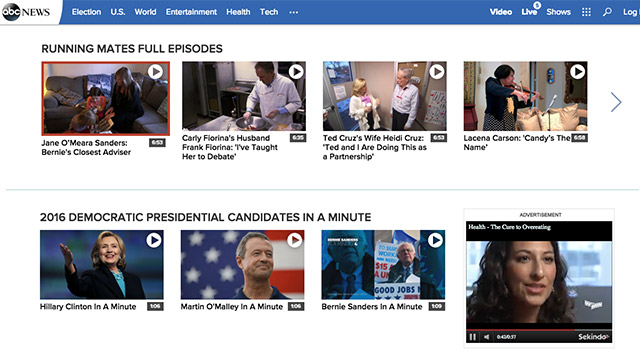 abc NEWS
Election U.S. World Entertainment Health Tech ••• Video Live 5 Shows Log
RUNNING MATES FULL EPISODES
Jane O'Meara Sanders: 6:53
Bernie's Closest Adviser
Carly Fiorina's Husband 6:35
Frank Fiorina: 'I've Taught
Her to Debate'
Ted Cruz's Wife Heidi Cruz: 6:53
'Ted and I Are Doing This as
a Partnership'
Lacena Carson: 'Candy's The 6:58
Name'
2016 DEMOCRATIC PRESIDENTIAL CANDIDATES IN A MINUTE
Hillary Clinton In A Minute 1:06
Martin O'Malley In A Minute 1:06
BERNIE SANDERS
GOOD JOBS N
Bernie Sanders In A Minute 1:09
ADVERTISEMENT
Health - The Cure to Overeating
0:42/0:57 Sekindo